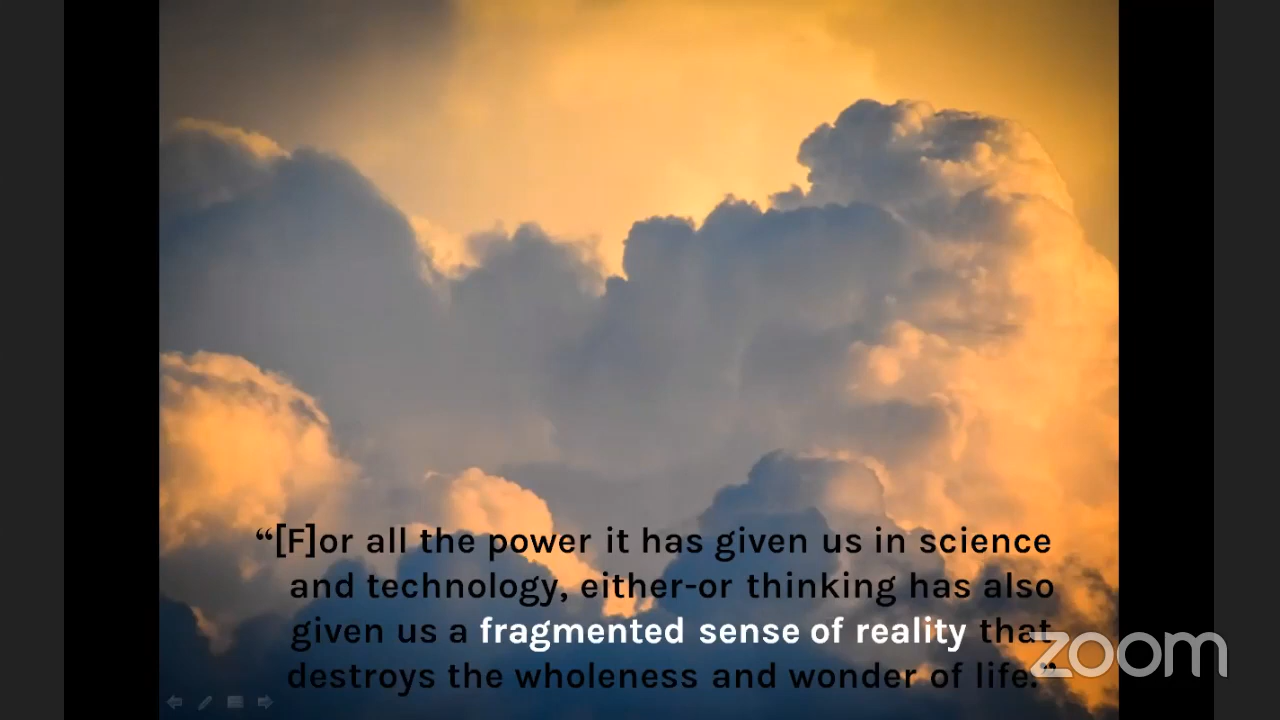 “[F]or all the power it has given us in science
and technology, either-or thinking has also
given us a fragmented sense of reality that
destroys the wholeness and wonder of life.”
zoom